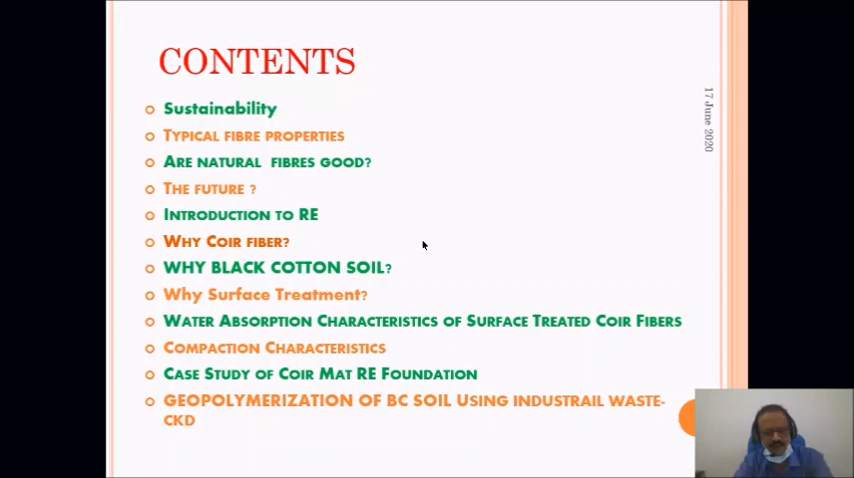 CONTENTS
17 June 2020
Sustainability
TYPICAL FIBRE PROPERTIES
ARE NATURAL FIBRES GOOD?
THE FUTURE ?
INTRODUCTION TO RE
WHY COIR FIBER?
WHY BLACK COTTON SOIL?
Why Surface Treatment?
WATER ABSORPTION CHARACTERISTICS OF SURFACE TREATED COIR FIBERS
COMPACTION CHARACTERISTICS
CASE STUDY OF COIR MAT RE FOUNDATION
GEOPOLYMERIZATION OF BC SOIL USING INDUSTRAIL WASTE-
CKD